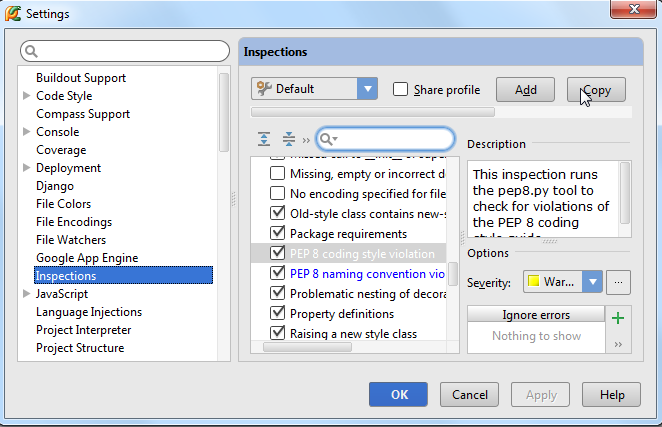 Settings
Buildout Support
Code Style
Compass Support
Console
Coverage
Deployment
Django
File Colors
File Encodings
File Watchers
Google App Engine
Inspections
JavaScript
Language Injections
Project Interpreter
Project Structure
Inspections
Default
Share profile
Add
Copy
Missing, empty or incorrect d
No encoding specified for file
Old-style class contains new-s
Package requirements
PEP 8 coding style violation
PEP 8 naming convention vio
Problematic nesting of decora
Property definitions
Raising a new style class
Description
This inspection runs
the pep8.py tool to
check for violations of
the PEP 8 coding
style guide
Options
Severity:
War...
...
Ignore errors
Nothing to show
OK
Cancel
Apply
Help